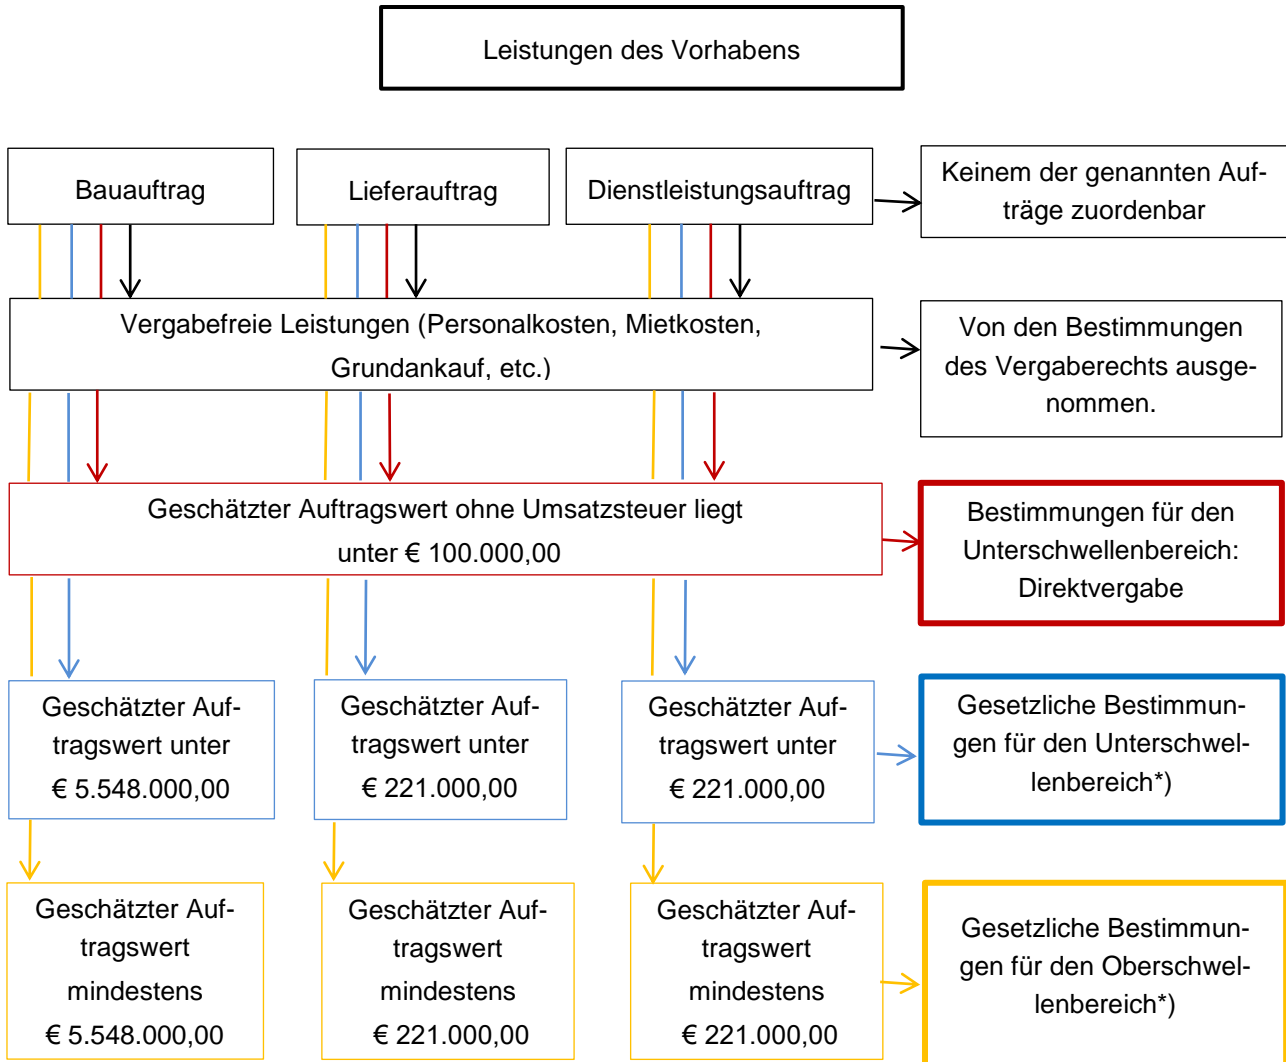 Leistungen des Vorhabens
Bauauftrag
Lieferauftrag
Dienstleistungsauftrag
Keinem der genannten Auf-
träge zuordenbar
Vergabefreie Leistungen (Personalkosten, Mietkosten,
Grundankauf, etc.)
Von den Bestimmungen
des Vergaberechts ausge-
nommen.
Geschätzter Auftragswert ohne Umsatzsteuer liegt
unter € 100.000,00
Bestimmungen für den
Unterschwellenbereich:
Direktvergabe
Geschätzter Auf-
tragswert unter
€ 5.548.000,00
Geschätzter Auf-
tragswert unter
€ 221.000,00
Geschätzter Auf-
tragswert unter
€ 221.000,00
Gesetzliche Bestimmun-
gen für den Unterschwel-
lenbereich*)
Geschätzter Auf-
tragswert
mindestens
€ 5.548.000,00
Geschätzter Auf-
tragswert
mindestens
€ 221.000,00
Geschätzter Auf-
tragswert
mindestens
€ 221.000,00
Gesetzliche Bestimmun-
gen für den Oberschwel-
lenbereich*)